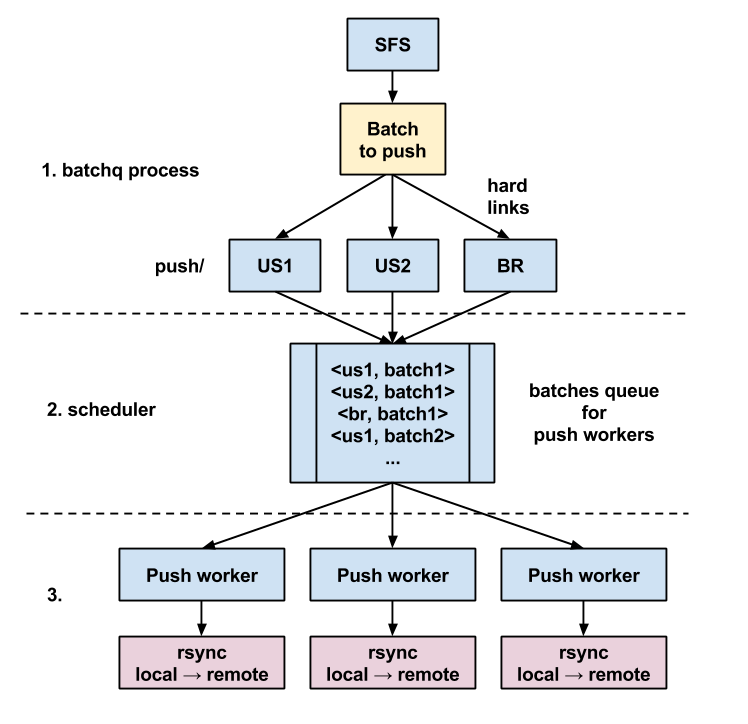 SFS
Batch
to push
1. batchq process
hard
links
push/
US1
US2
BR
2. scheduler
<us1, batch1>
<us2, batch1>
<br, batch1>
<us1, batch2>
...
batches queue
for
push workers
3.
Push worker
Push worker
Push worker
rsync
local → remote
rsync
local → remote
rsync
local → remote